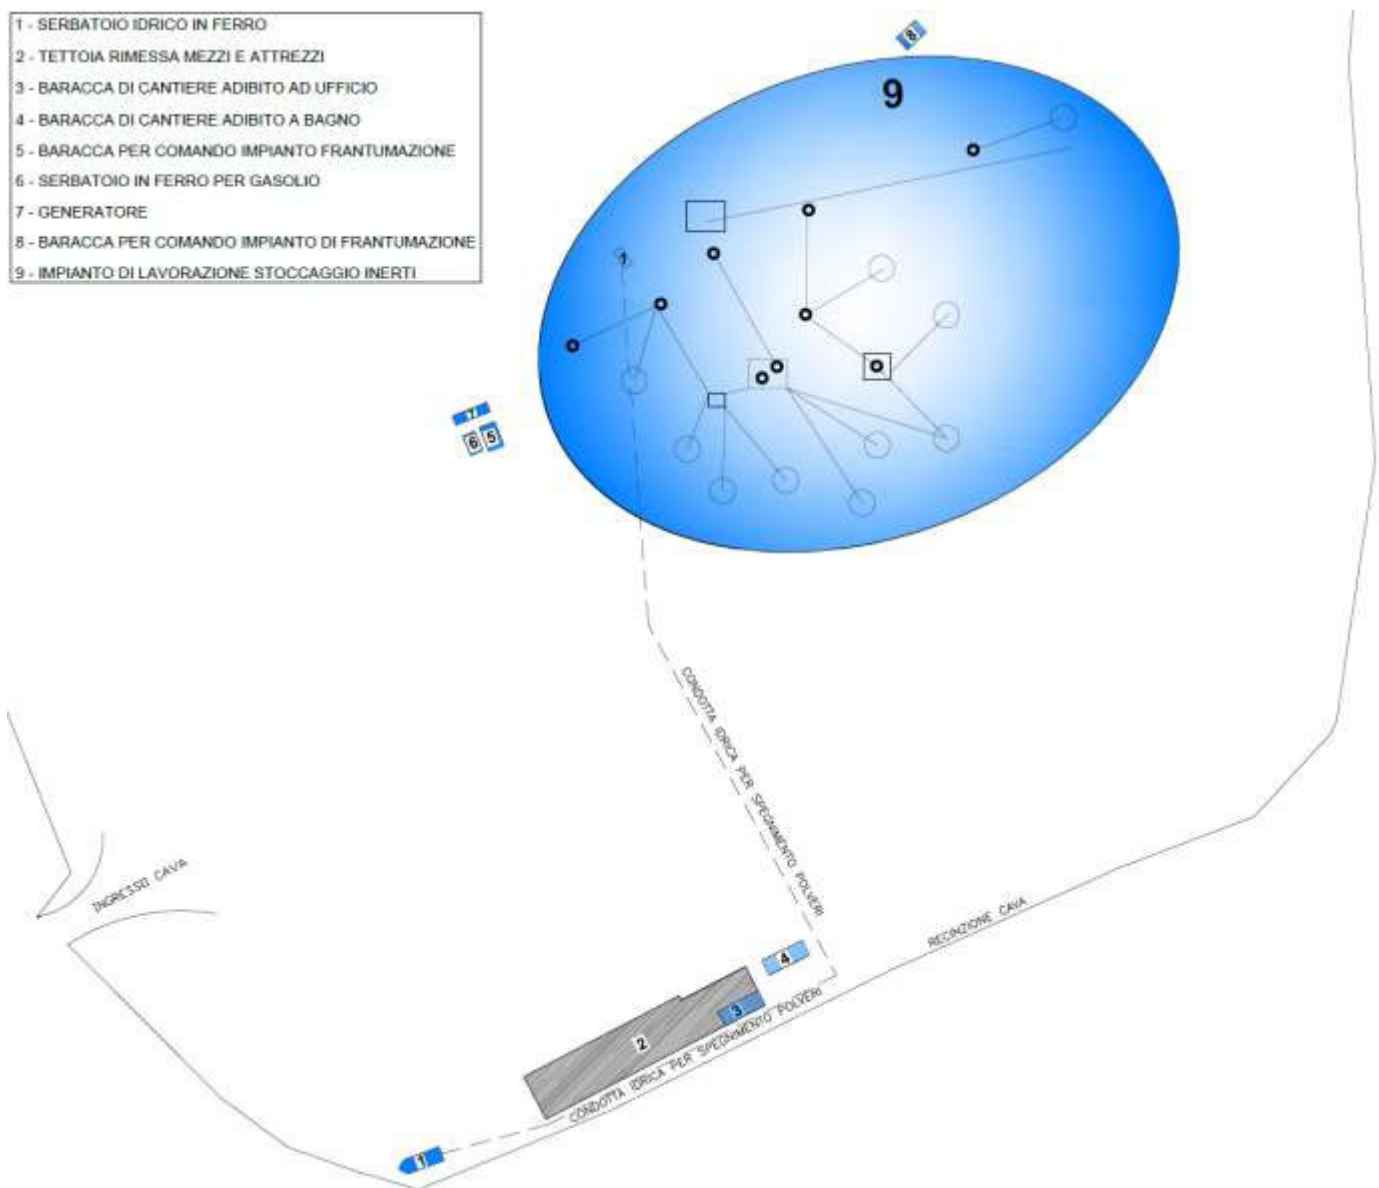 1 - SERBATOIO IDRICO IN FERRO
2 - TETTOIA RIMESSA MEZZI E ATTREZZI
3 - BARACCA DI CANTIERE ADIBITO AD UFFICIO
4 - BARACCA DI CANTIERE ADIBITO A BAGNO
5 - BARACCA PER COMANDO IMPIANTO FRANTUMAZIONE
6 - SERBATOIO IN FERRO PER GASOLIO
7 - GENERATORE
8 - BARACCA PER COMANDO IMPIANTO DI FRANTUMAZIONE
9 - IMPIANTO DI LAVORAZIONE STOCCAGGIO INERTI
8
9
1
7
6
5
CONDOTTA IDRICA PER SPEGNIMENTO POLVERI
INGRESSO CAVA
RECINZIONE CAVA
4
3
2
CONDOTTA IDRICA PER SPEGNIMENTO POLVERI
1